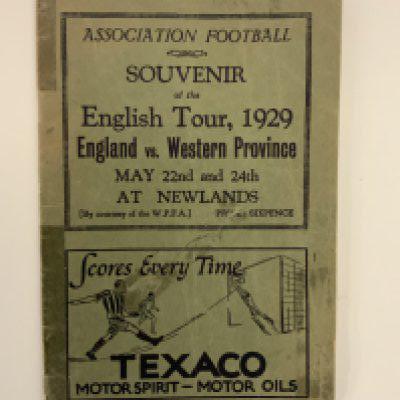 ASSOCIATION FOOTBALL
SOUVENIR
of the
English Tour, 1929
England vs. Western Province
MAY 22nd and 24th
AT NEWLANDS
[By courtesy of the W.P.F.A.] PRICE: SIXPENCE
Scores Every Time
TEXACO
MOTOR SPIRIT – MOTOR OILS